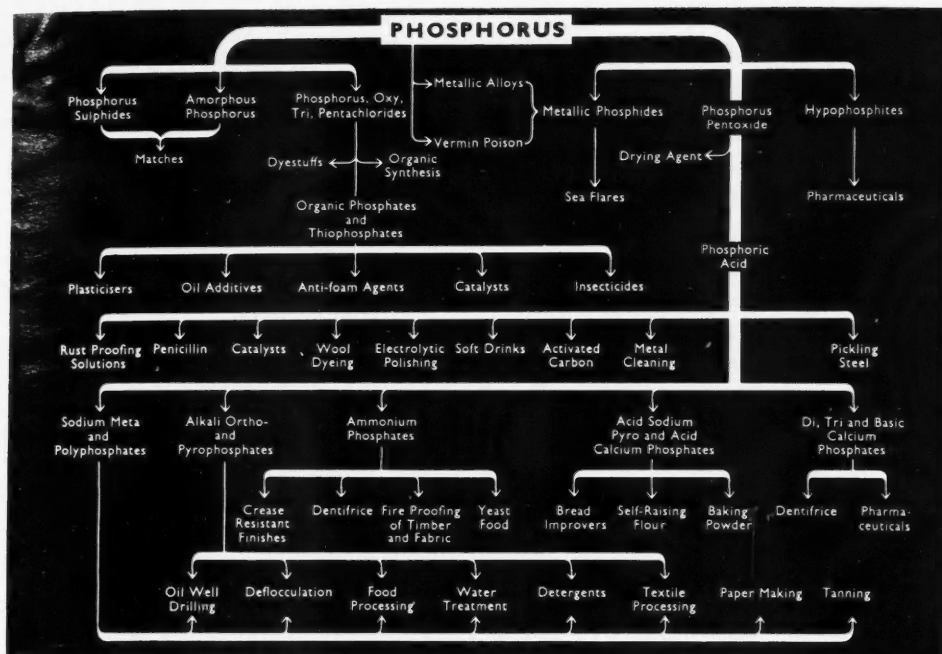 PHOSPHORUS
Phosphorus
Sulphides
Amorphous
Phosphorus
Phosphorus, Oxy,
Tri, Pentachlorides
Metallic Alloys
Vermin Poison
Metallic Phosphides
Phosphorus
Pentoxide
Hypophosphites
Matches
Dyestuffs
Organic
Synthesis
Drying Agent
Sea Flares
Pharmaceuticals
Organic Phosphates
and
Thiophosphates
Phosphoric
Acid
Plasticisers
Oil Additives
Anti-foam Agents
Catalysts
Insecticides
Rust Proofing
Solutions
Penicillin
Catalysts
Wool
Dyeing
Electrolytic
Polishing
Soft Drinks
Activated
Carbon
Metal
Cleaning
Pickling
Steel
Sodium Meta
and
Polyphosphates
Alkali Ortho-
and
Pyrophosphates
Ammonium
Phosphates
Acid Sodium
Pyro and Acid
Calcium Phosphates
Di, Tri and Basic
Calcium
Phosphates
Crease
Resistant
Finishes
Dentifrice
Fire Proofing
of Timber
and Fabric
Yeast
Food
Bread
Improvers
Self-Raising
Flour
Baking
Powder
Dentifrice
Pharma-
ceuticals
Oil Well
Drilling
Deflocculation
Food
Processing
Water
Treatment
Detergents
Textile
Processing
Paper Making
Tanning